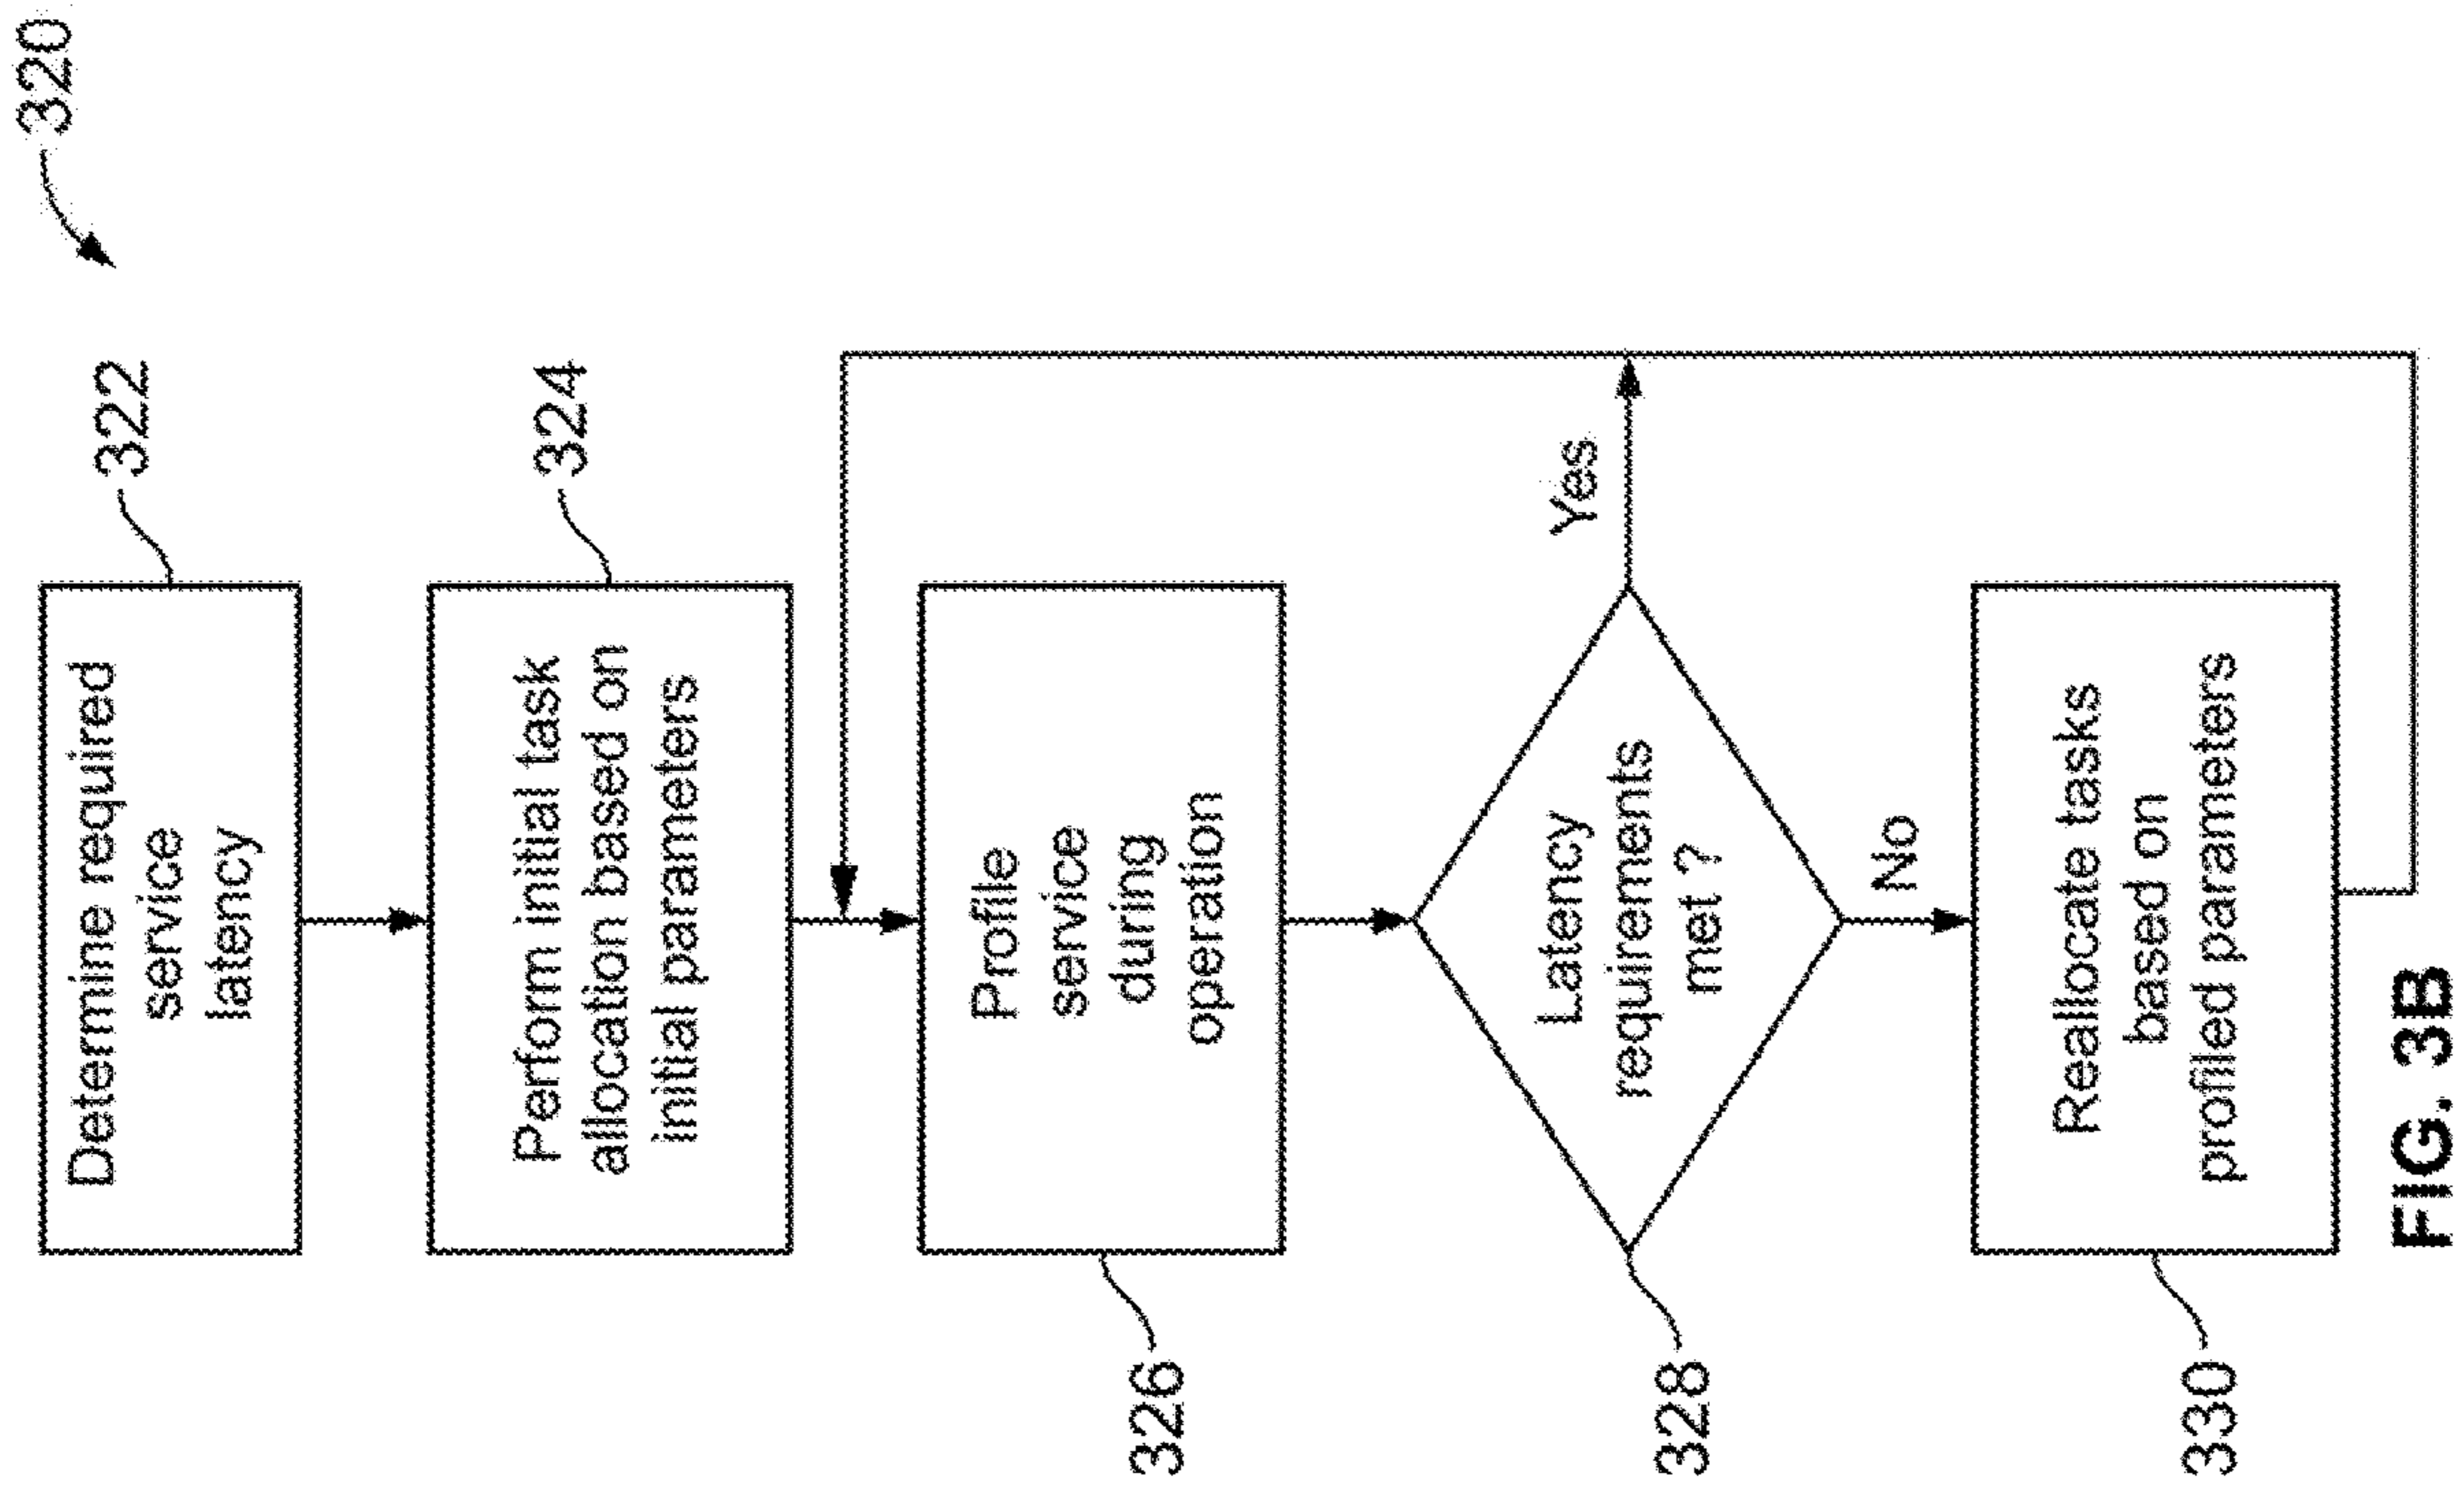 320
Determine required
service
latency
322
Perform initial task
allocation based on
initial parameters
324
Profile
service
during
operation
326
Latency
requirements
met ?
328
Yes
No
Reallocate tasks
based on
profiled parameters
330
FIG. 3B